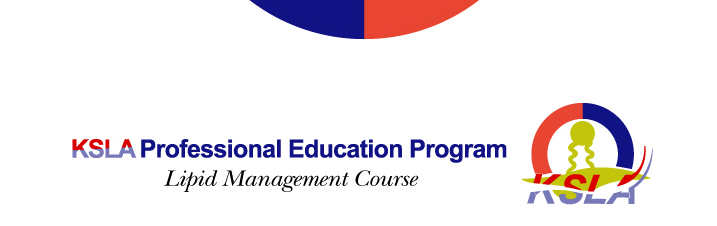 KSLA Professional Education Program
Lipid Management Course
KSLA